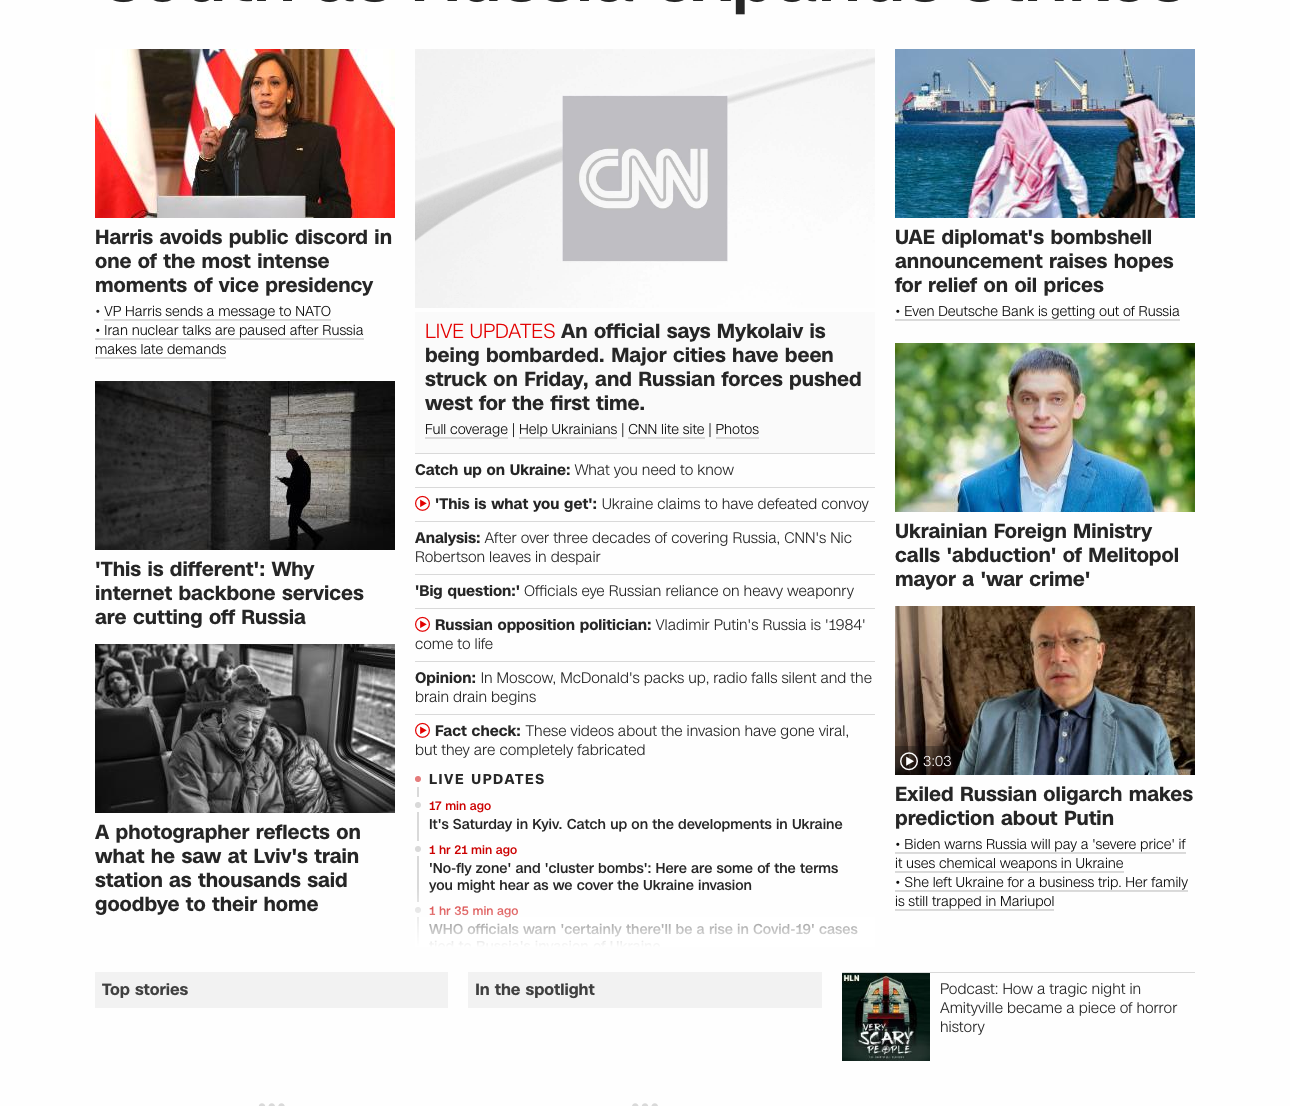 South as Russia expands strikes
Harris avoids public discord in
one of the most intense
moments of vice presidency
• VP Harris sends a message to NATO
• Iran nuclear talks are paused after Russia
makes late demands
'This is different': Why
internet backbone services
are cutting off Russia
A photographer reflects on
what he saw at Lviv's train
station as thousands said
goodbye to their home
CNN
LIVE UPDATES An official says Mykolaiv is
being bombarded. Major cities have been
struck on Friday, and Russian forces pushed
west for the first time.
Full coverage | Help Ukrainians | CNN lite site | Photos
Catch up on Ukraine: What you need to know
'This is what you get': Ukraine claims to have defeated convoy
Analysis: After over three decades of covering Russia, CNN's Nic
Robertson leaves in despair
'Big question:' Officials eye Russian reliance on heavy weaponry
Russian opposition politician: Vladimir Putin's Russia is '1984'
come to life
Opinion: In Moscow, McDonald's packs up, radio falls silent and the
brain drain begins
Fact check: These videos about the invasion have gone viral,
but they are completely fabricated
LIVE UPDATES
17 min ago
It's Saturday in Kyiv. Catch up on the developments in Ukraine
1 hr 21 min ago
'No-fly zone' and 'cluster bombs': Here are some of the terms
you might hear as we cover the Ukraine invasion
1 hr 35 min ago
WHO officials warn 'certainly there'll be a rise in Covid-19' cases
tied to Russia's invasion of Ukraine
UAE diplomat's bombshell
announcement raises hopes
for relief on oil prices
• Even Deutsche Bank is getting out of Russia
Ukrainian Foreign Ministry
calls 'abduction' of Melitopol
mayor a 'war crime'
3:03
Exiled Russian oligarch makes
prediction about Putin
• Biden warns Russia will pay a 'severe price' if
it uses chemical weapons in Ukraine
• She left Ukraine for a business trip. Her family
is still trapped in Mariupol
Top stories
In the spotlight
HLN
VERY
SCARY
PEOPLE
Podcast: How a tragic night in
Amityville became a piece of horror
history